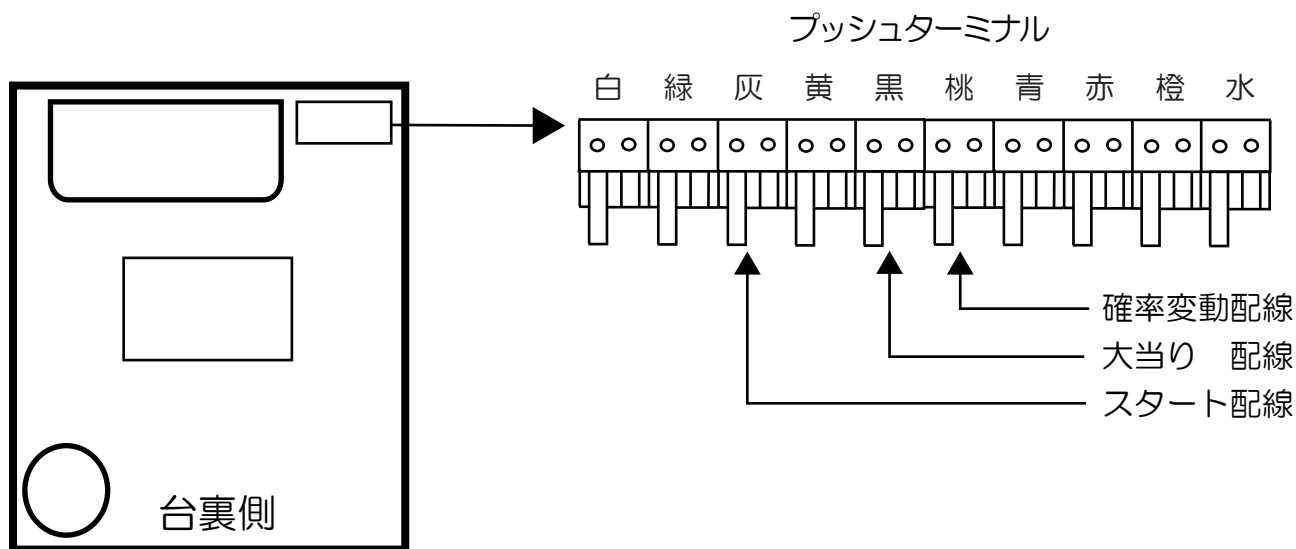 プッシュターミナル
白 緑 灰 黄 黒 桃 青 赤 橙 水
確率変動配線
大当り　配線
スタート配線
台裏側